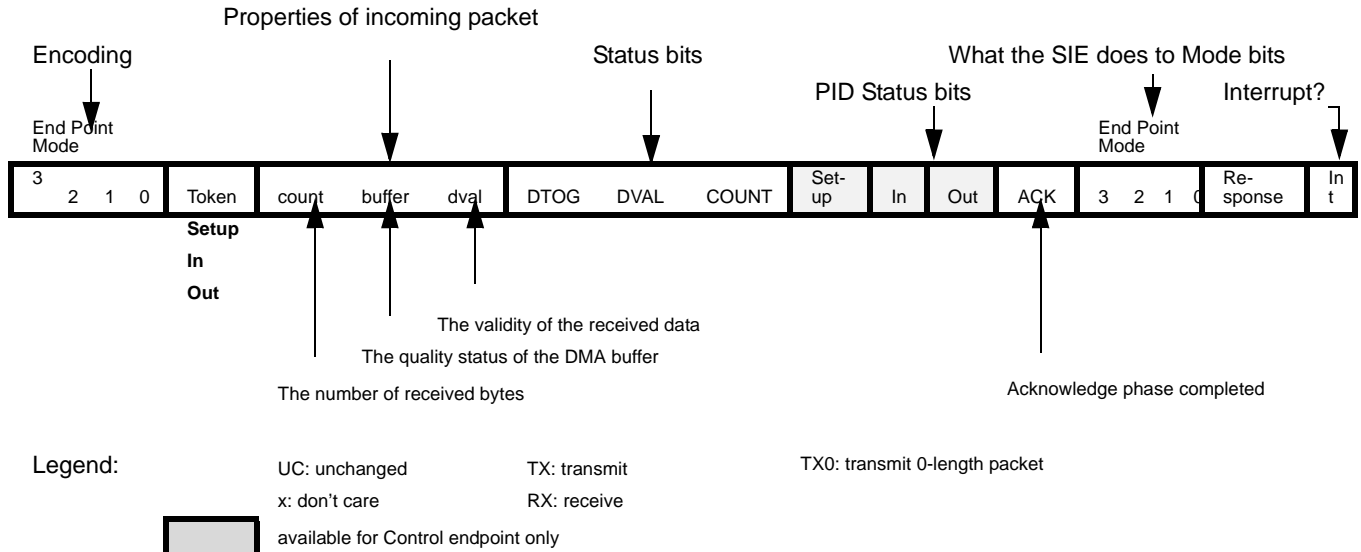 Properties of incoming packet
Encoding
Status bits
What the SIE does to Mode bits
PID Status bits
Interrupt?
End Point
Mode
End Point
Mode
3 2 1 0
Token
count buffer dval
DTOG DVAL COUNT
Set-
up
In
Out
ACK
3 2 1 0
Re-
sponse
In
t
Setup
In
Out
The validity of the received data
The quality status of the DMA buffer
The number of received bytes
Acknowledge phase completed
Legend:
UC: unchanged
TX: transmit
TX0: transmit 0-length packet
x: don't care
RX: receive
available for Control endpoint only